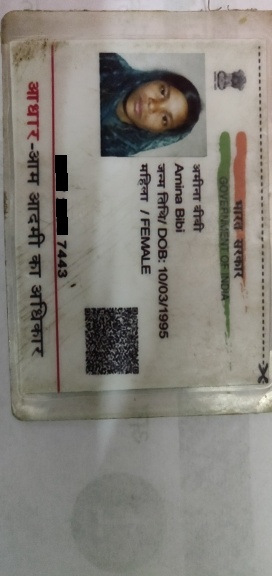 भारत सरकार
GOVERNMENT OF INDIA
अमीना बीबी
Amina Bibi
जन्म तिथि/ DOB: 10/03/1995
महिला / FEMALE
7443
आधार-आम आदमी का अधिकार